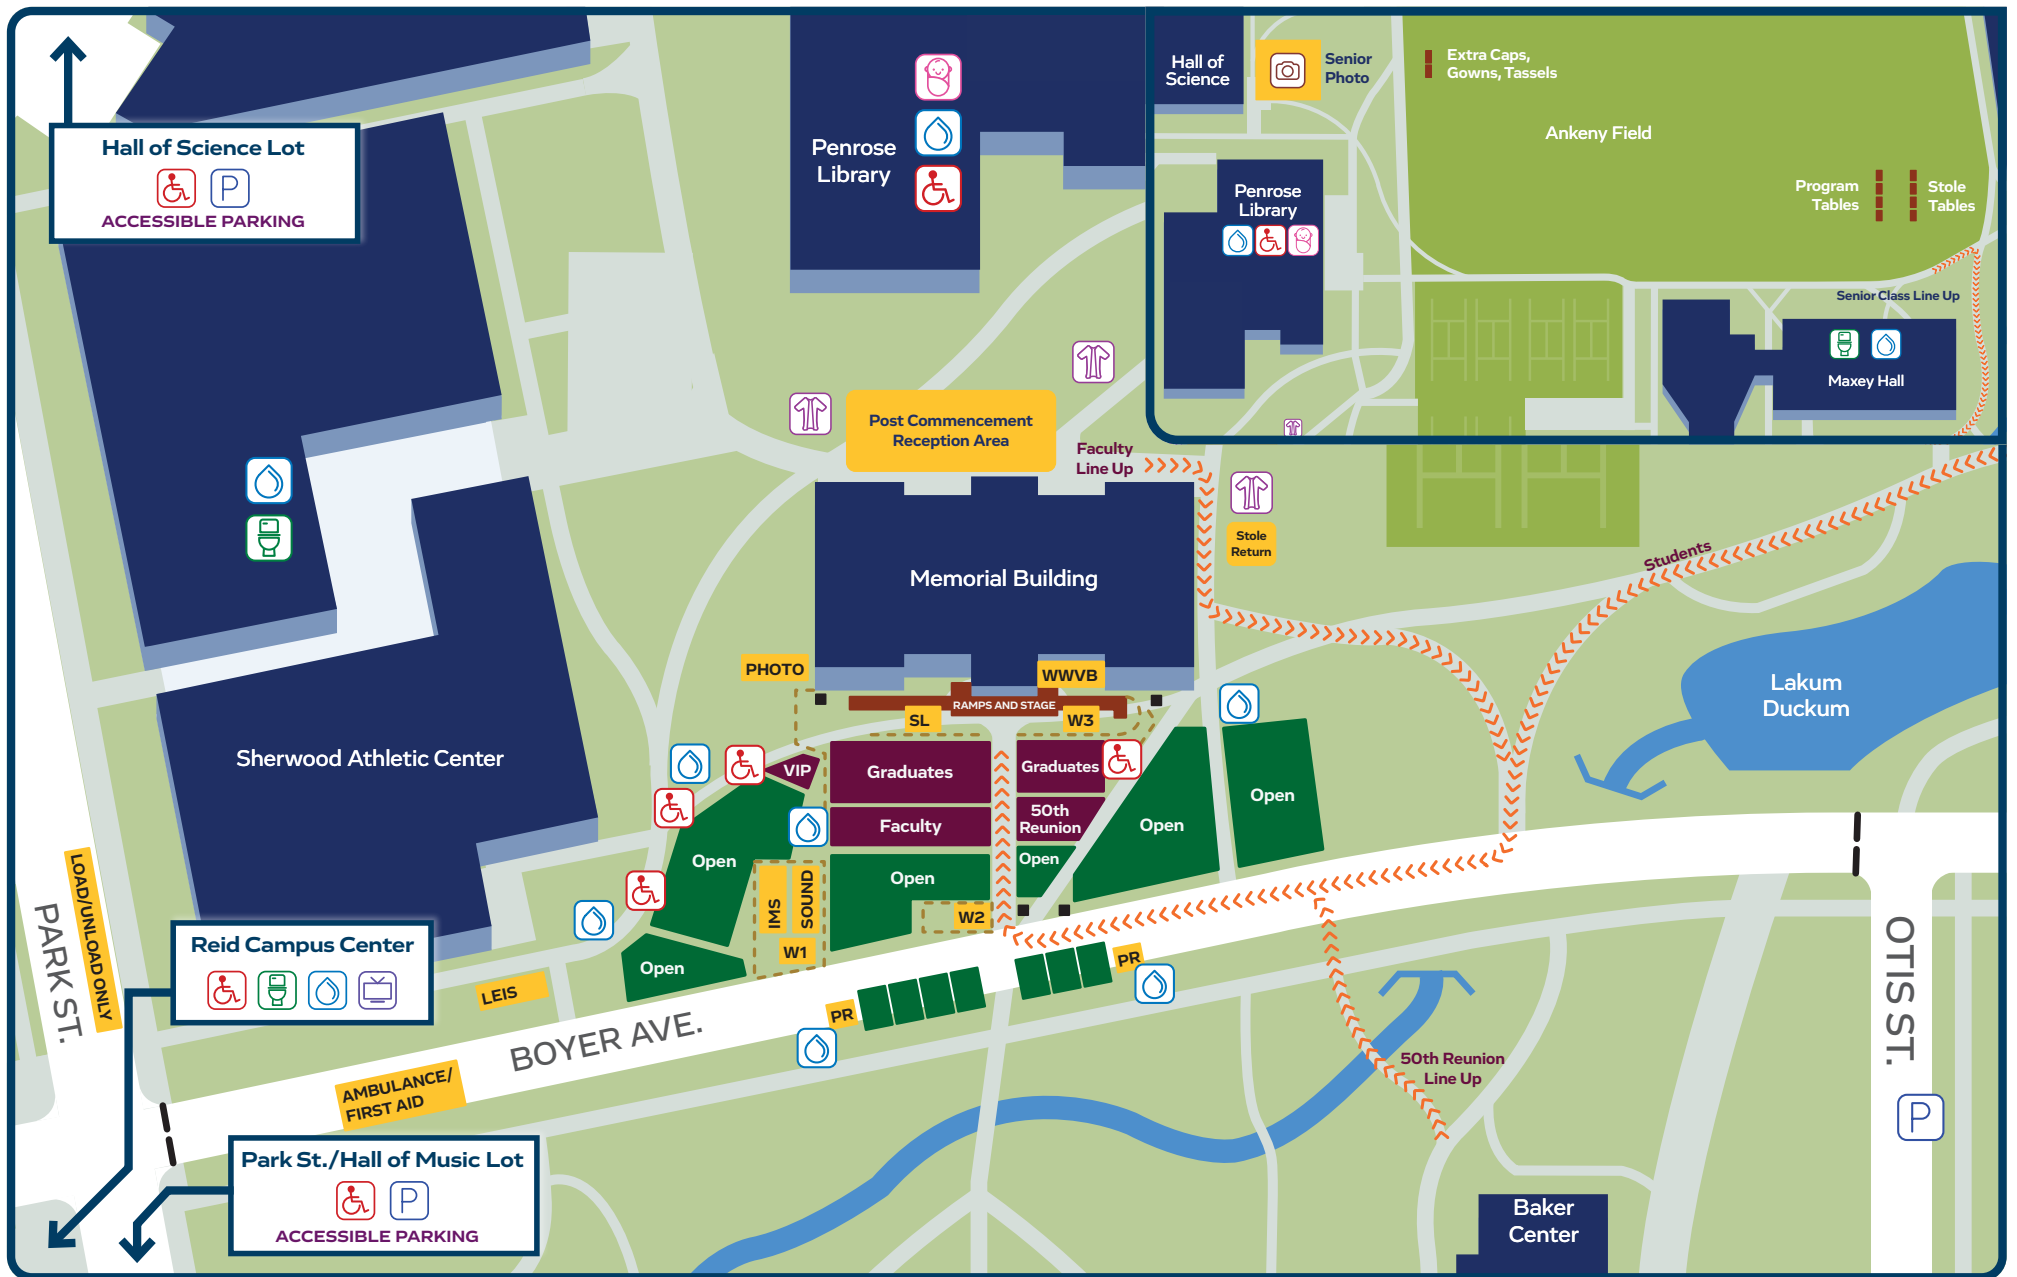 Hall of Science Lot
P
ACCESSIBLE PARKING
Penrose
Library
Hall of
Science
Senior
Photo
Extra Caps,
Gowns, Tassels
Ankeny Field
Program
Tables
Stole
Tables
Penrose
Library
Senior Class Line Up
Maxey Hall
Post Commencement
Reception Area
Faculty
Line Up
Stole
Return
Students
Memorial Building
Lakum
Duckum
PHOTO
WWVB
RAMPS AND STAGE
SL
W3
Sherwood Athletic Center
VIP
Graduates
Graduates
Faculty
50th
Reunion
Open
Open
Open
Open
Open
Open
IMS
SOUND
W1
W2
LOAD/UNLOAD ONLY
PARK ST.
Reid Campus Center
LEIS
PR
PR
BOYER AVE.
AMBULANCE/
FIRST AID
50th Reunion
Line Up
OTIS ST.
P
Park St./Hall of Music Lot
P
ACCESSIBLE PARKING
Baker
Center